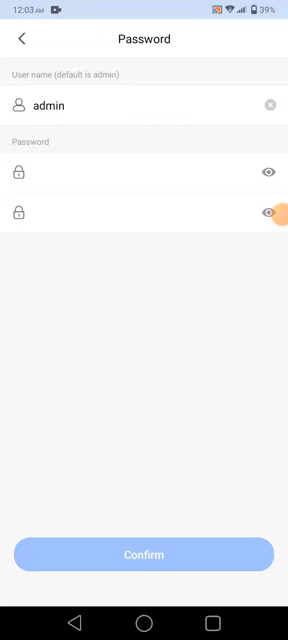 12:03 AM
39%
Password
User name (default is admin)
admin
Password
Confirm